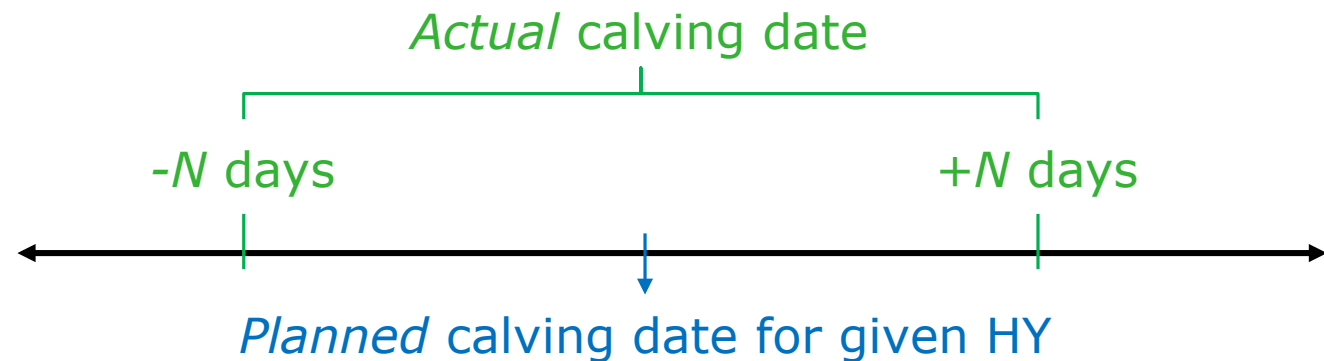 Actual calving date
-N days
+N days
Planned calving date for given HY